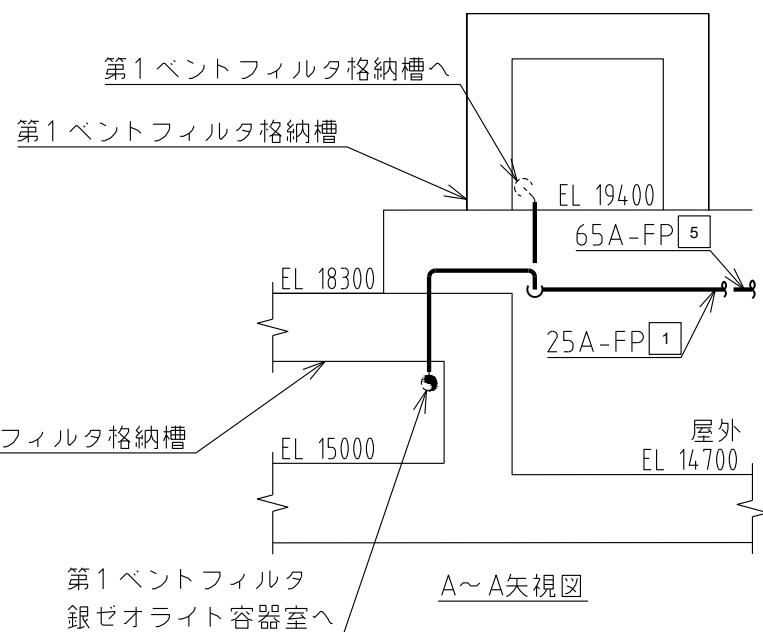 第1ベントフィルタ格納槽へ
第1ベントフィルタ格納槽
EL 19400
65A-FP 5
EL 18300
25A-FP 1
フィルタ格納槽
EL 15000
屋外
EL 14700
第1ベントフィルタ
銀ゼオライト容器室へ
A～A矢視図